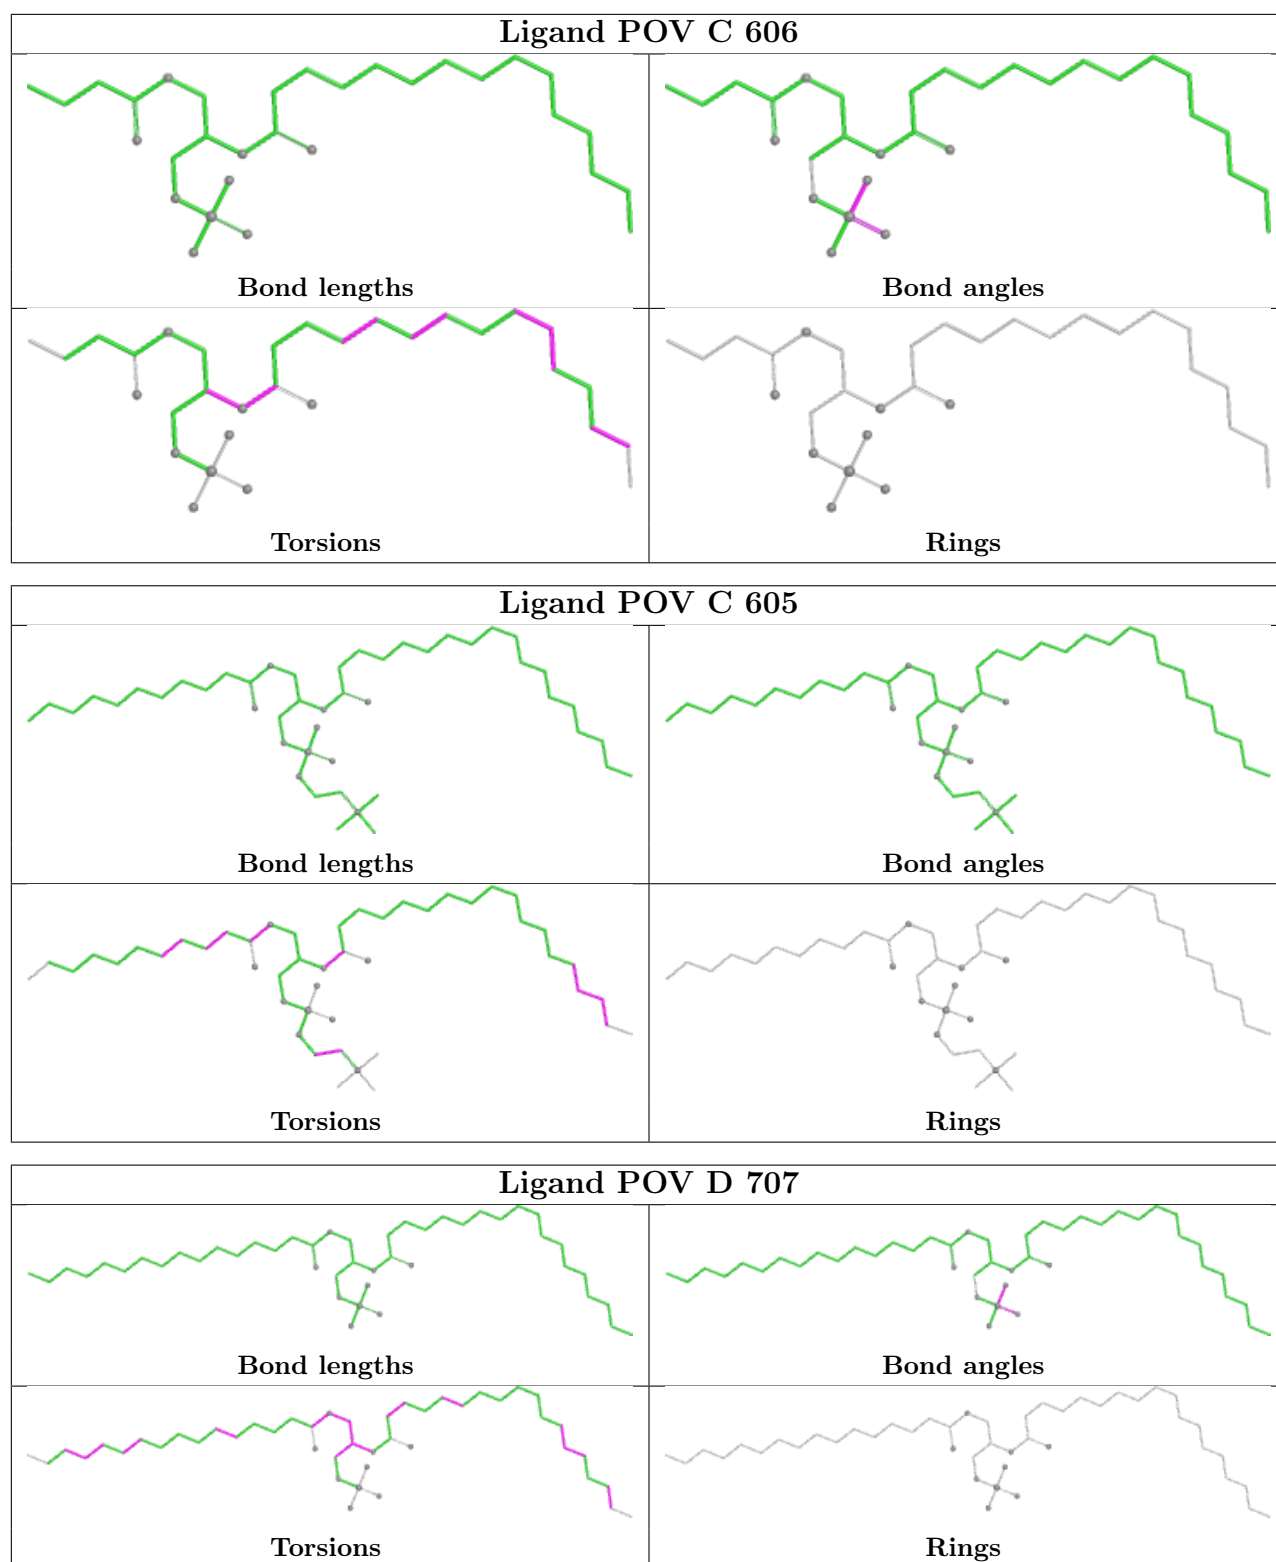 Ligand POV C 606
Bond lengths
Bond angles
Torsions
Rings
Ligand POV C 605
Bond lengths
Bond angles
Torsions
Rings
Ligand POV D 707
Bond lengths
Bond angles
Torsions
Rings